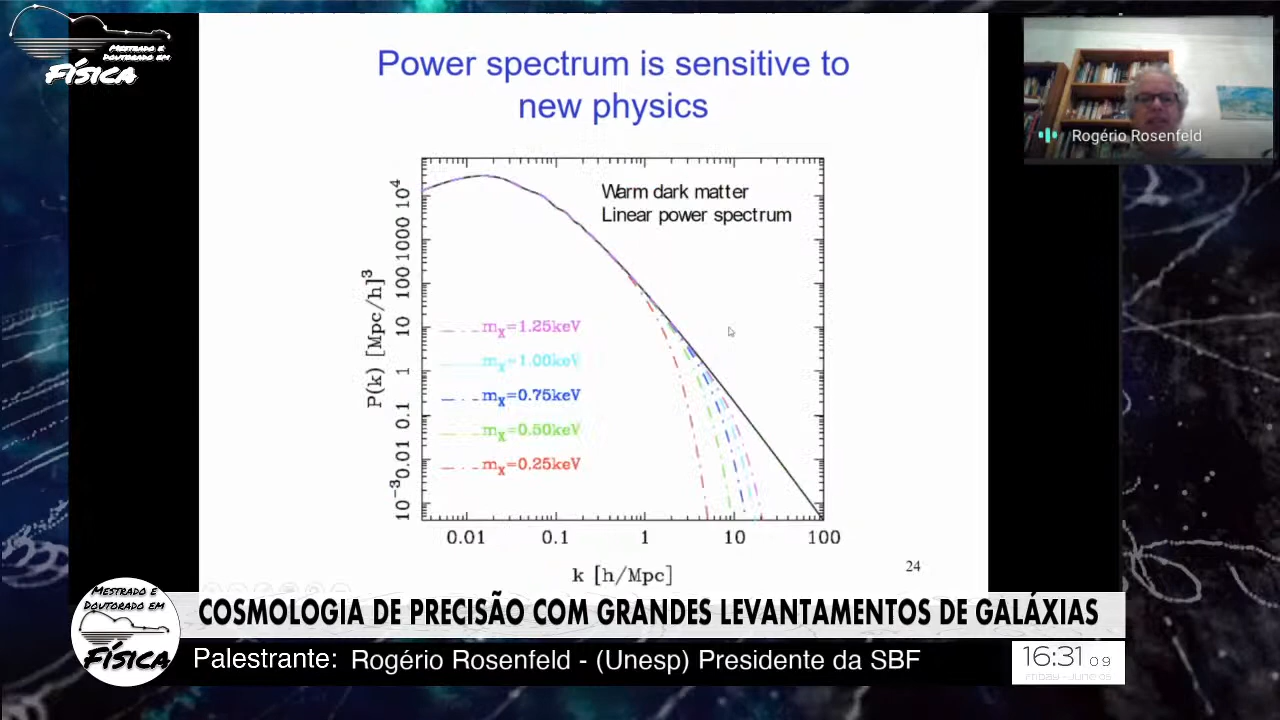 MESTRADO E
DOUTORADO EM
FÍSICA
Power spectrum is sensitive to
new physics
Rogério Rosenfeld
Warm dark matter
Linear power spectrum
P(k) [Mpc/h]³
10⁴
1000
100
10
1
0.1
0.01
10⁻³
mX=1.25keV
mX=1.00keV
mX=0.75keV
mX=0.50keV
mX=0.25keV
0.01 0.1 1 10 100
k [h/Mpc]
24
MESTRADO E
DOUTORADO EM
FÍSICA
COSMOLOGIA DE PRECISÃO COM GRANDES LEVANTAMENTOS DE GALÁXIAS
Palestrante: Rogério Rosenfeld - (Unesp) Presidente da SBF
16:31 09